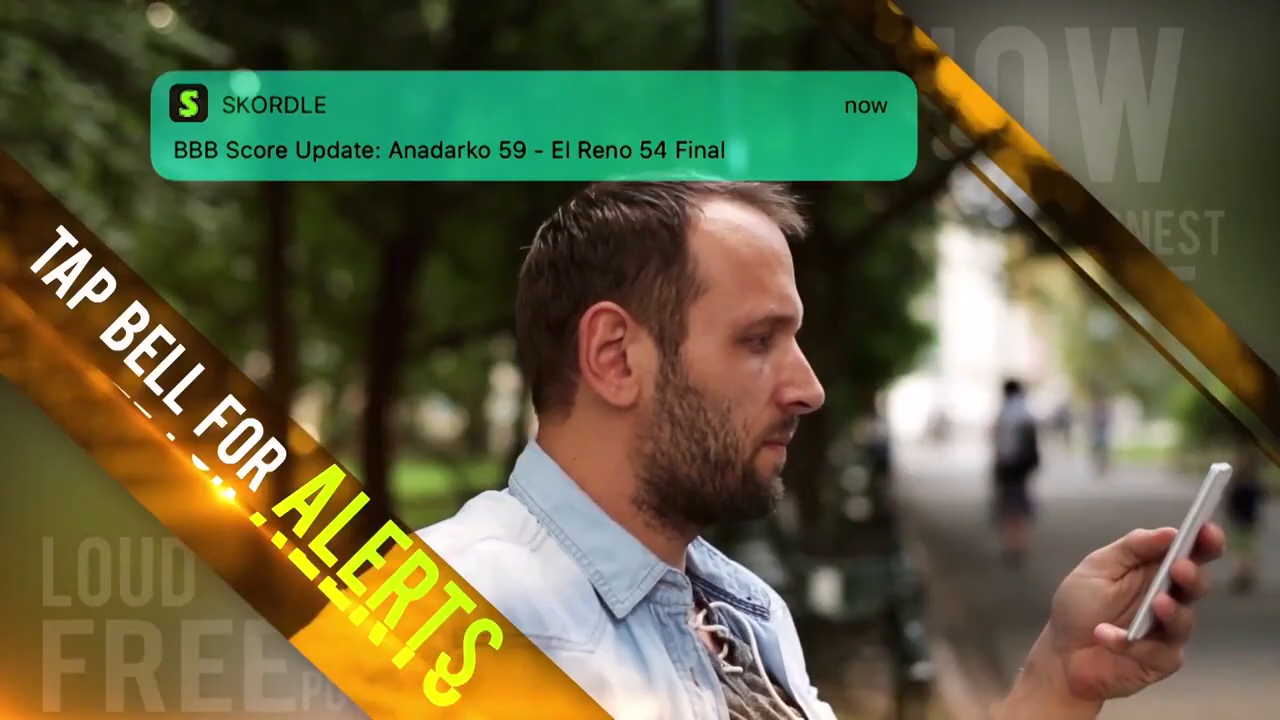 S SKORDLE now
BBB Score Update: Anadarko 59 - El Reno 54 Final
TAP BELL FOR ALERTS
LOUD
FREE